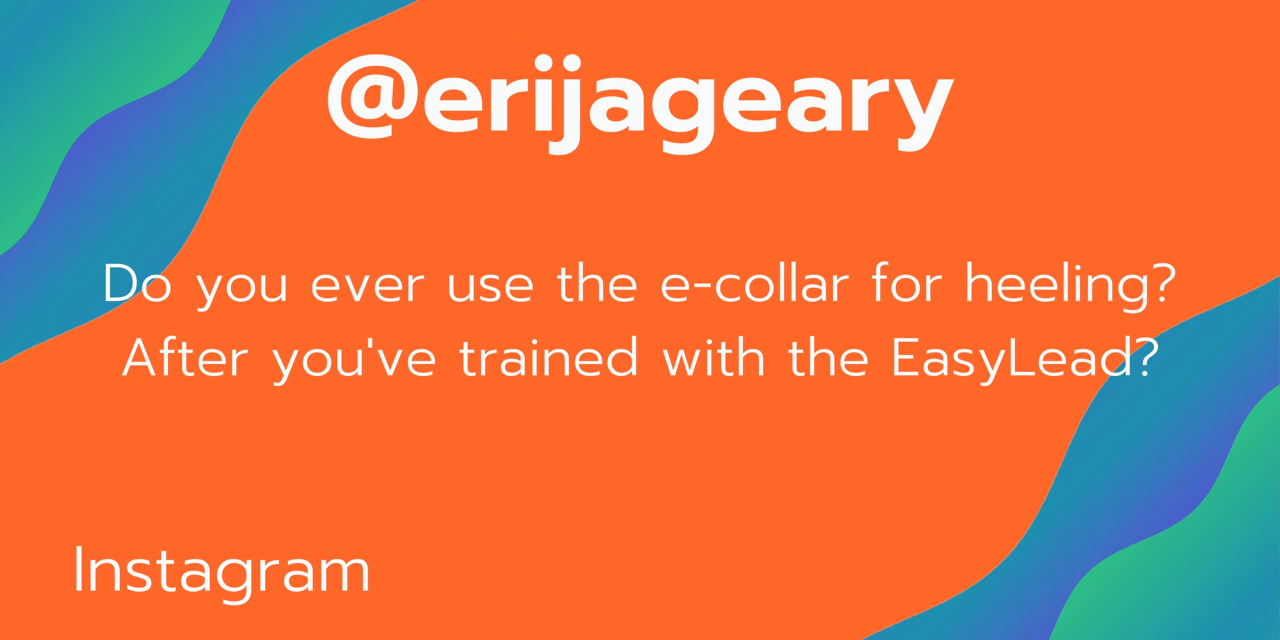 @erijageary
Do you ever use the e-collar for heeling?
After you've trained with the EasyLead?
Instagram